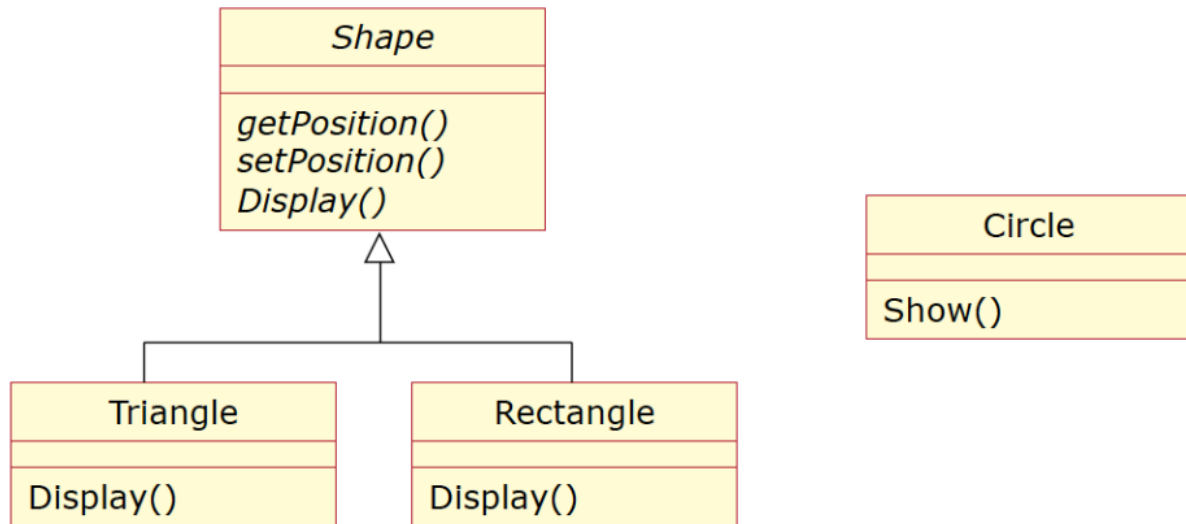 Shape
getPosition()
setPosition()
Display()
Circle
Show()
Triangle
Display()
Rectangle
Display()